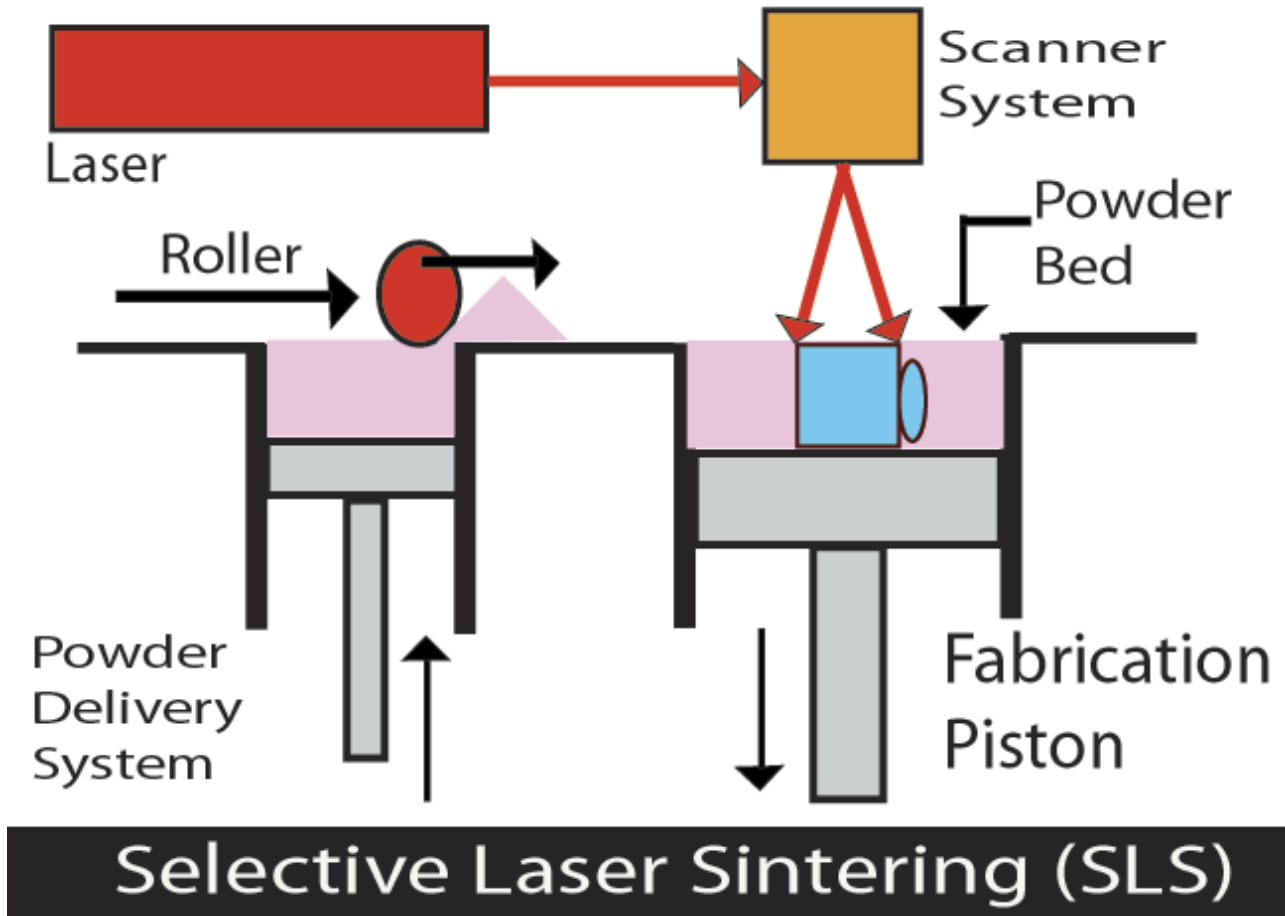 Scanner
System
Laser
Powder
Bed
Roller
Powder
Delivery
System
Fabrication
Piston
Selective Laser Sintering (SLS)